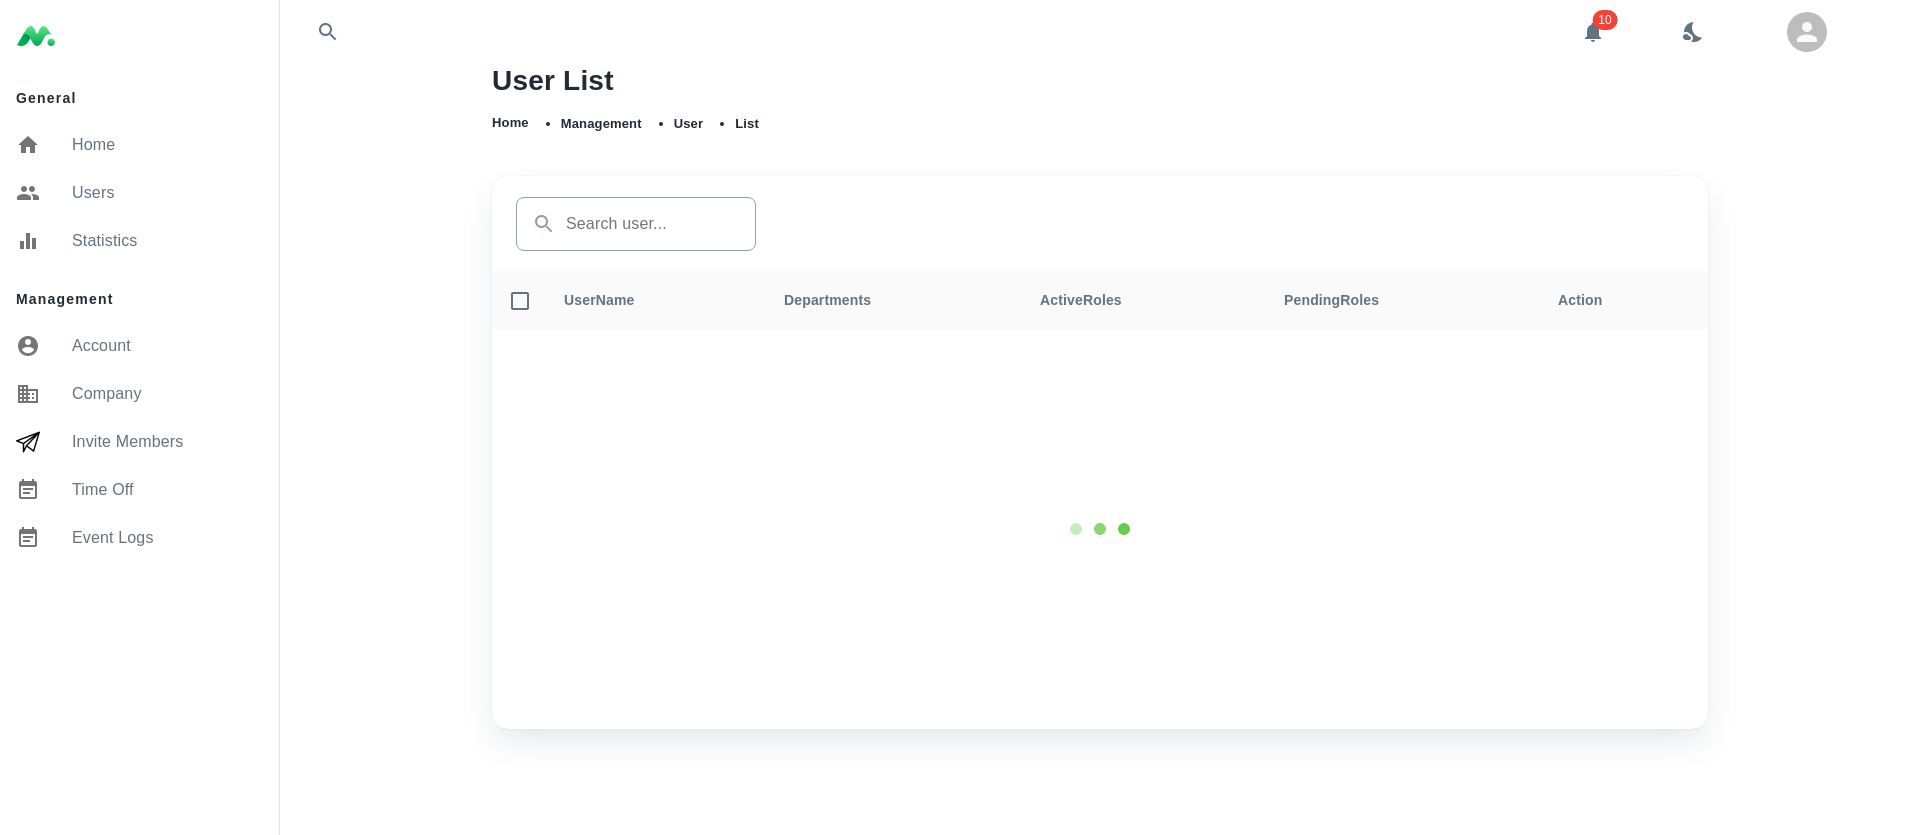 10
User List
Home • Management • User • List
General
Home
Users
Statistics
Management
Account
Company
Invite Members
Time Off
Event Logs
Search user...
UserName Departments ActiveRoles PendingRoles Action